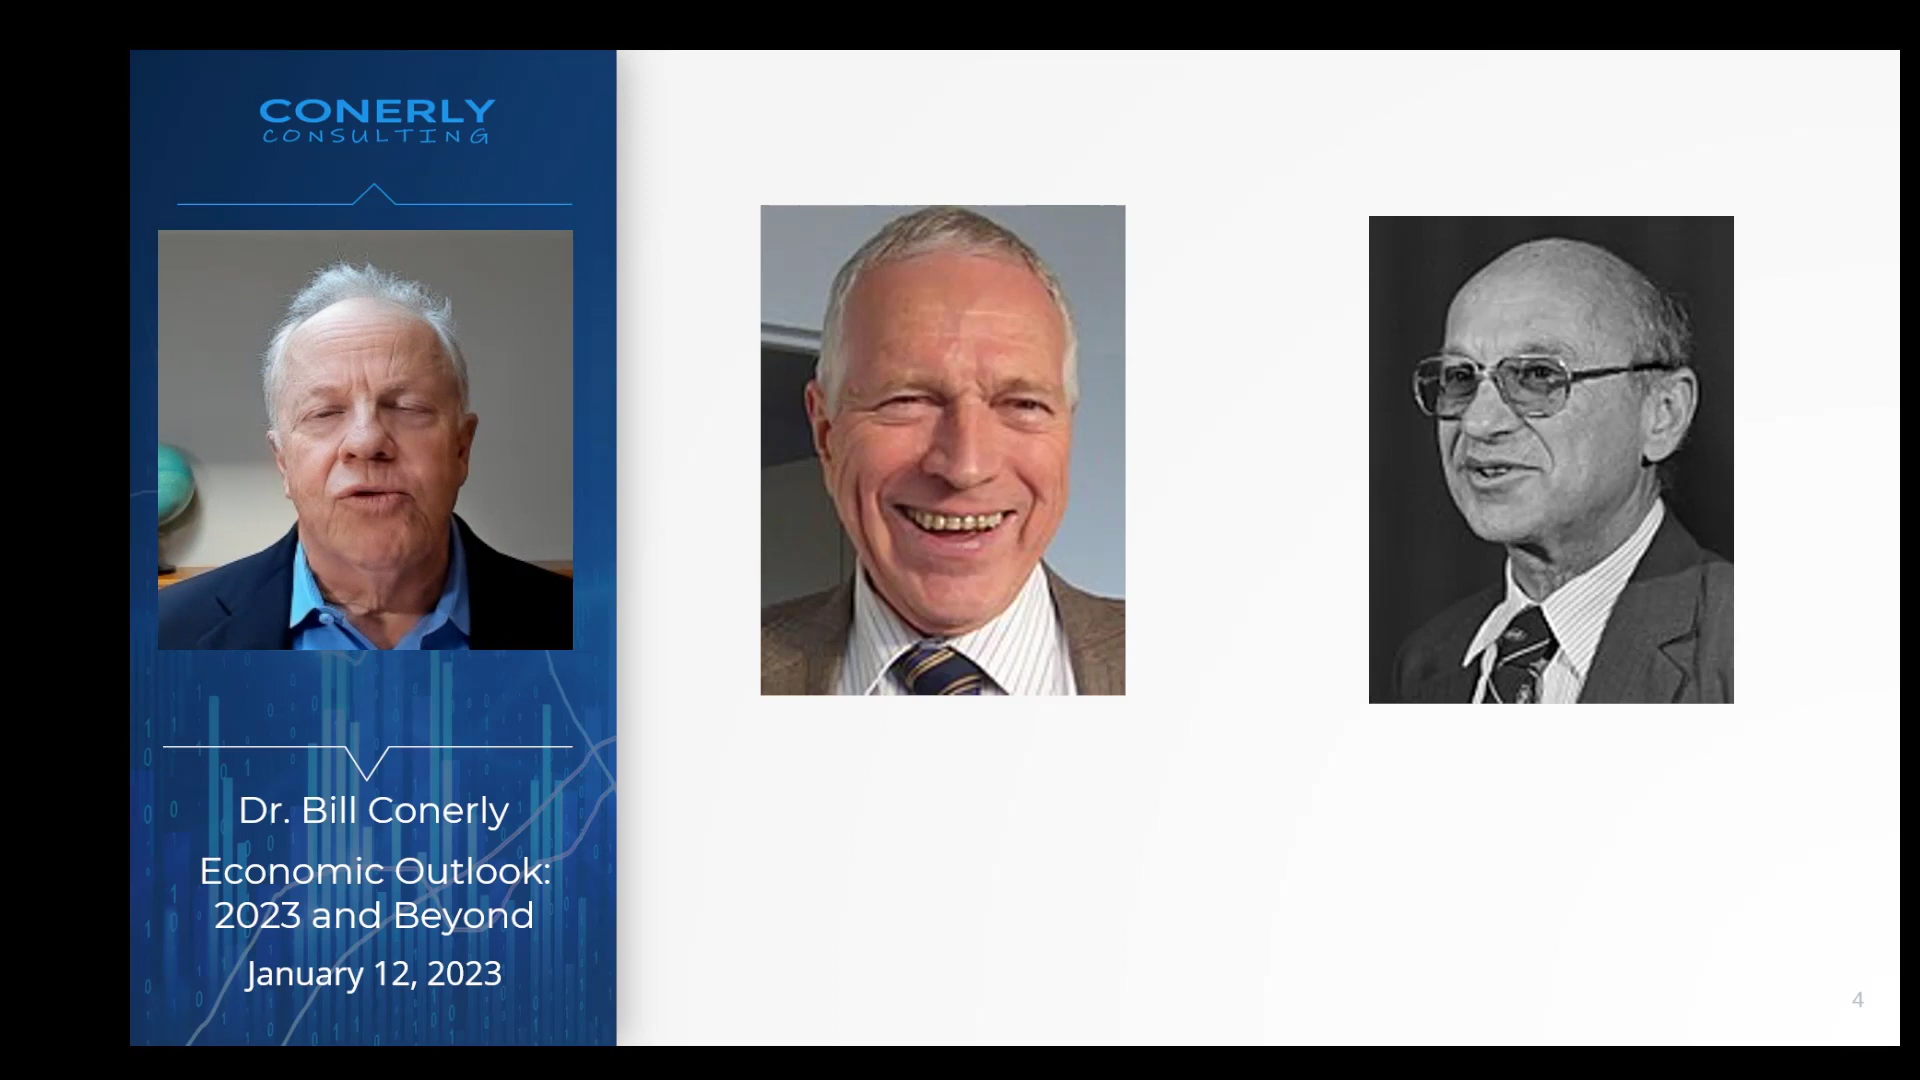 CONERLY
CONSULTING
Dr. Bill Conerly
Economic Outlook:
2023 and Beyond
January 12, 2023
4